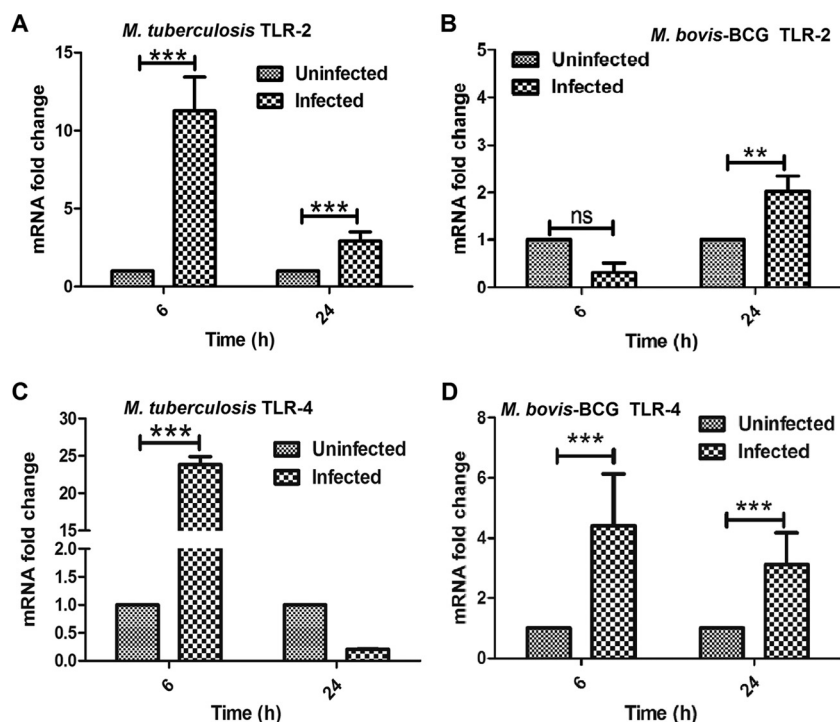 A
M. tuberculosis TLR-2
***
Uninfected
Infected
***
mRNA fold change
15
10
5
0
6
24
Time (h)
B
M. bovis-BCG TLR-2
Uninfected
Infected
ns
**
mRNA fold change
5
4
3
2
1
0
6
24
Time (h)
C
M. tuberculosis TLR-4
***
Uninfected
Infected
mRNA fold change
30
25
20
15
10
2.0
1.5
1.0
0.5
0.0
6
24
Time (h)
D
M. bovis-BCG TLR-4
Uninfected
Infected
***
***
mRNA fold change
8
6
4
2
0
6
24
Time (h)